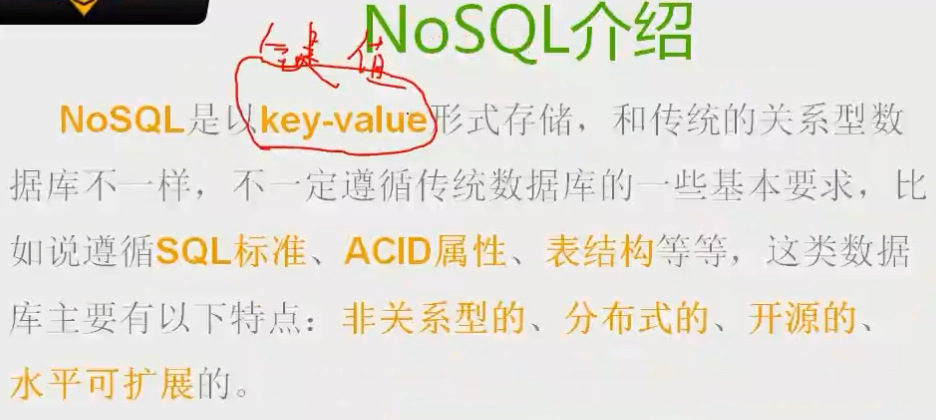 NoSQL介绍
键 值
NoSQL是以key-value形式存储，和传统的关系型数
据库不一样，不一定遵循传统数据库的一些基本要求，比
如说遵循SQL标准、ACID属性、表结构等等，这类数据
库主要有以下特点：非关系型的、分布式的、开源的、
水平可扩展的。